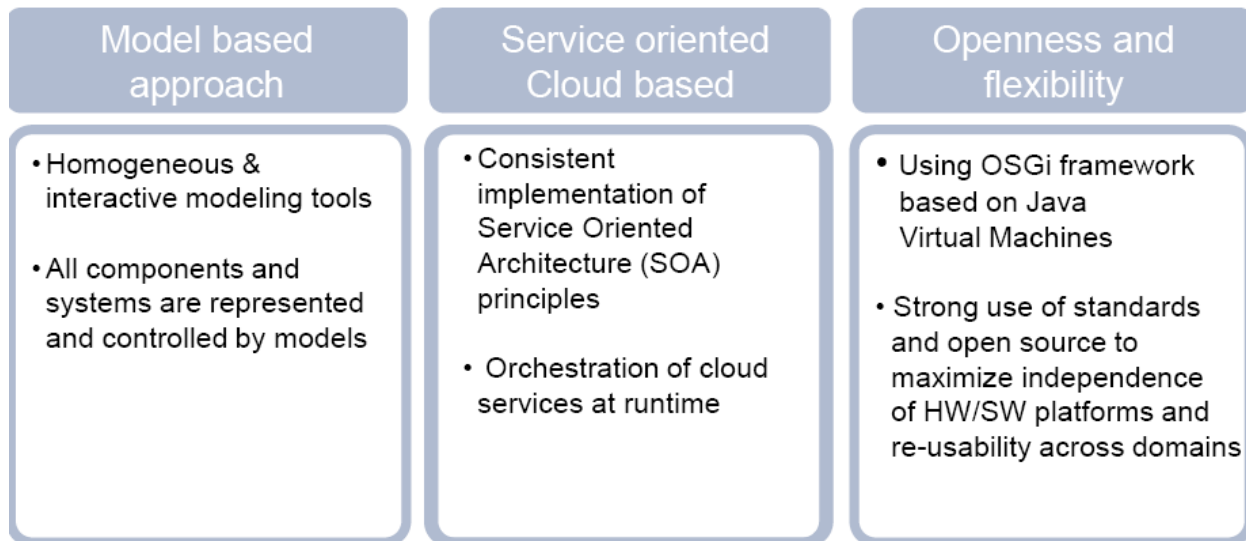 Model based
approach
• Homogeneous &
interactive modeling tools
• All components and
systems are represented
and controlled by models
Service oriented
Cloud based
• Consistent
implementation of
Service Oriented
Architecture (SOA)
principles
• Orchestration of cloud
services at runtime
Openness and
flexibility
• Using OSGi framework
based on Java
Virtual Machines
• Strong use of standards
and open source to
maximize independence
of HW/SW platforms and
re-usability across domains